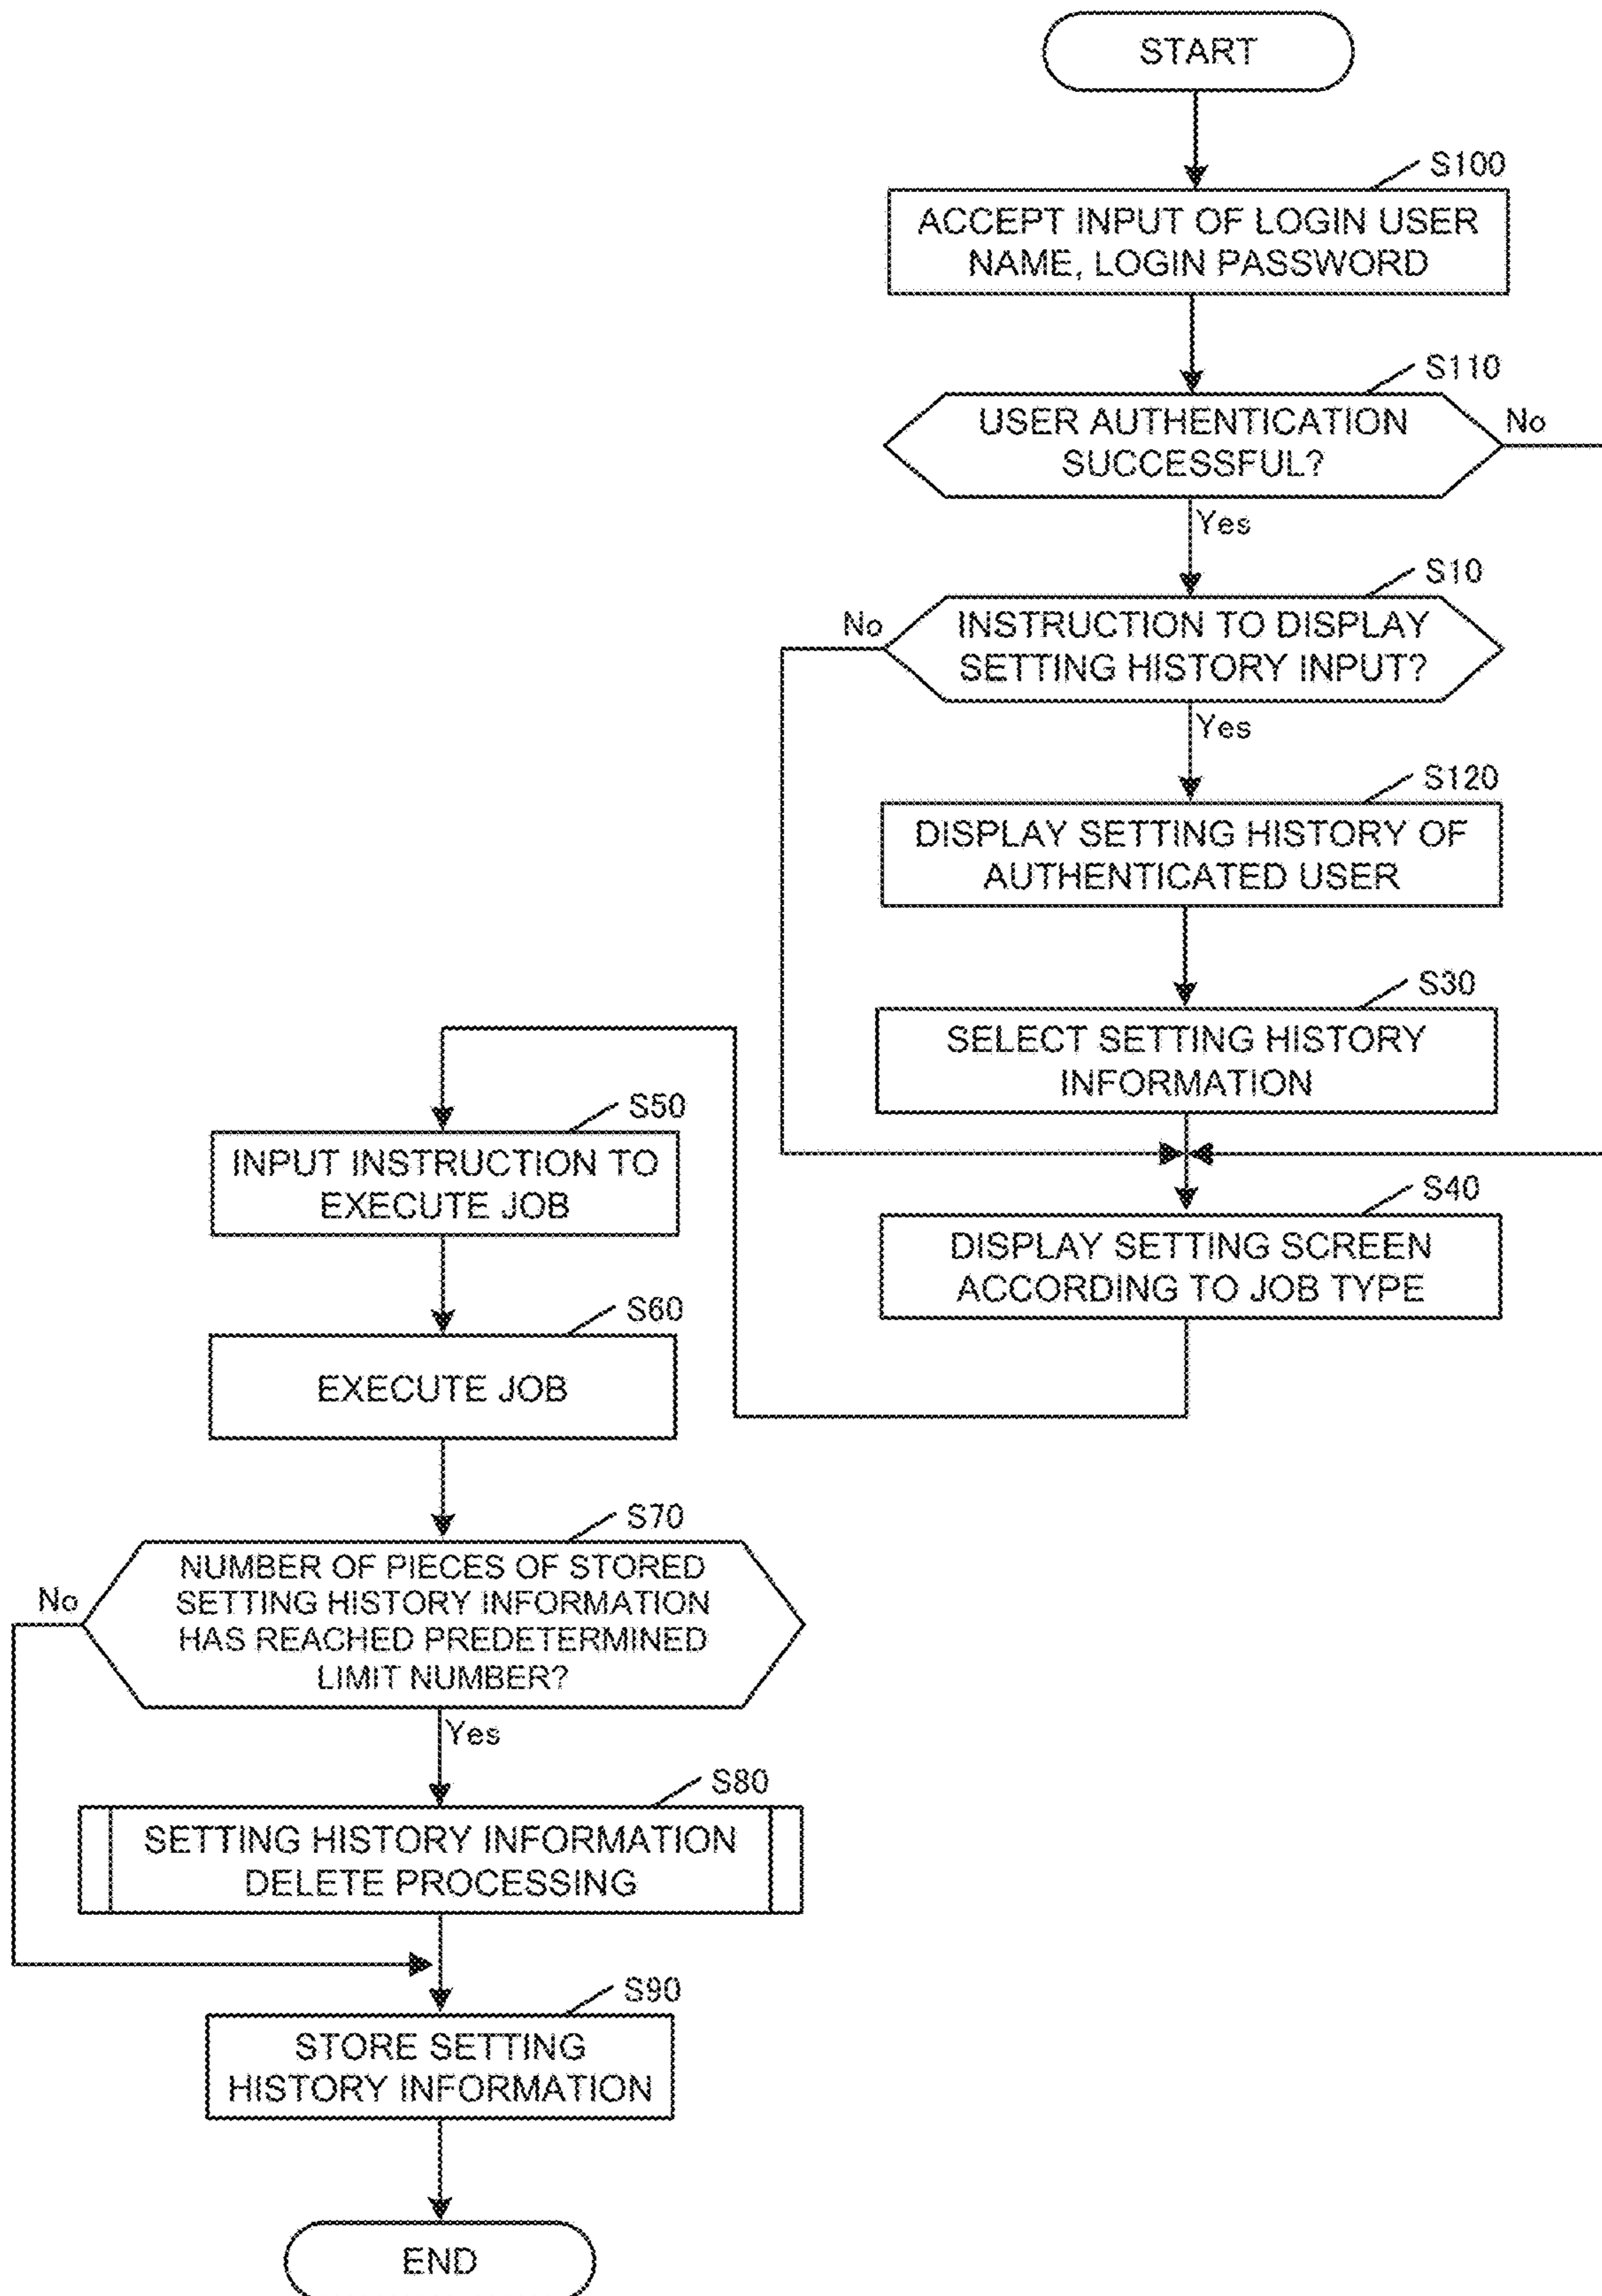 START
S100
ACCEPT INPUT OF LOGIN USER
NAME, LOGIN PASSWORD
S110
USER AUTHENTICATION
SUCCESSFUL?
No
Yes
S10
No
INSTRUCTION TO DISPLAY
SETTING HISTORY INPUT?
Yes
S120
DISPLAY SETTING HISTORY OF
AUTHENTICATED USER
S30
SELECT SETTING HISTORY
INFORMATION
S40
DISPLAY SETTING SCREEN
ACCORDING TO JOB TYPE
S50
INPUT INSTRUCTION TO
EXECUTE JOB
S60
EXECUTE JOB
S70
No
NUMBER OF PIECES OF STORED
SETTING HISTORY INFORMATION
HAS REACHED PREDETERMINED
LIMIT NUMBER?
Yes
S80
SETTING HISTORY INFORMATION
DELETE PROCESSING
S90
STORE SETTING
HISTORY INFORMATION
END